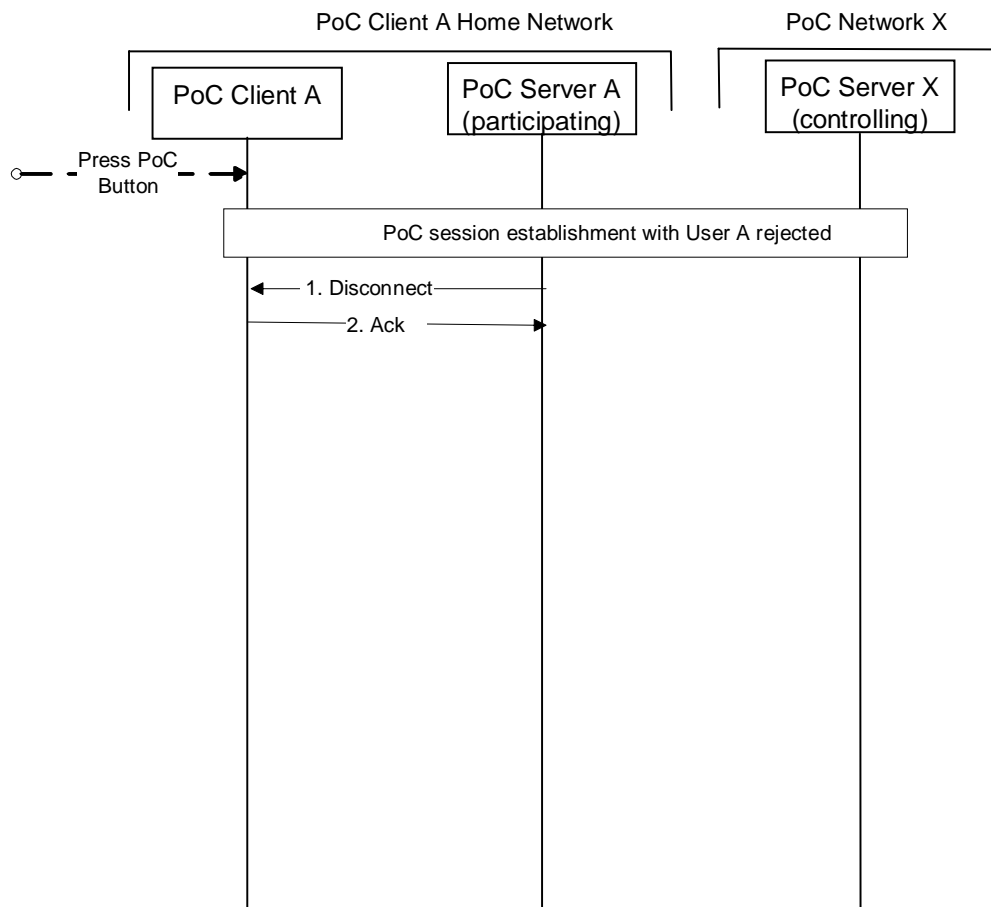 PoC Client A Home Network
PoC Network X
PoC Client A
PoC Server A
(participating)
PoC Server X
(controlling)
Press PoC
Button
PoC session establishment with User A rejected
1. Disconnect
2. Ack